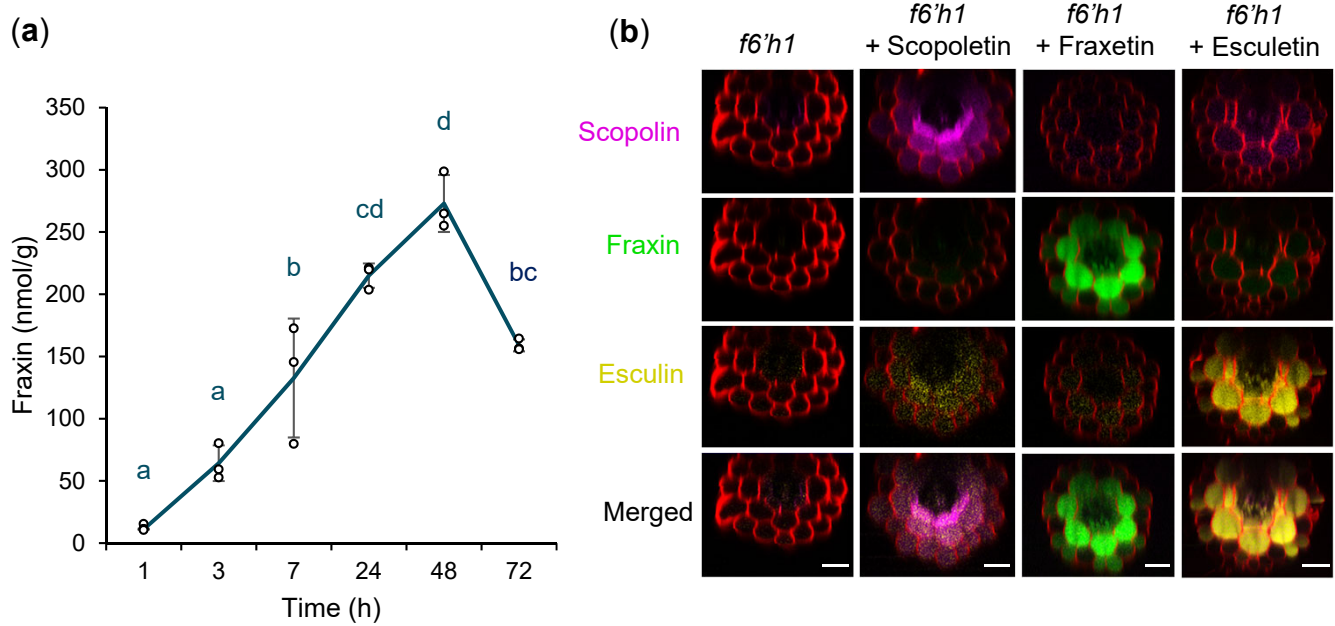 (a)
Fraxin (nmol/g)
350
300
250
200
150
100
50
0
a
a
b
cd
d
bc
1 3 7 24 48 72
Time (h)
(b)
f6'h1
f6'h1
+ Scopoletin
f6'h1
+ Fraxetin
f6'h1
+ Esculetin
Scopolin
Fraxin
Esculin
Merged